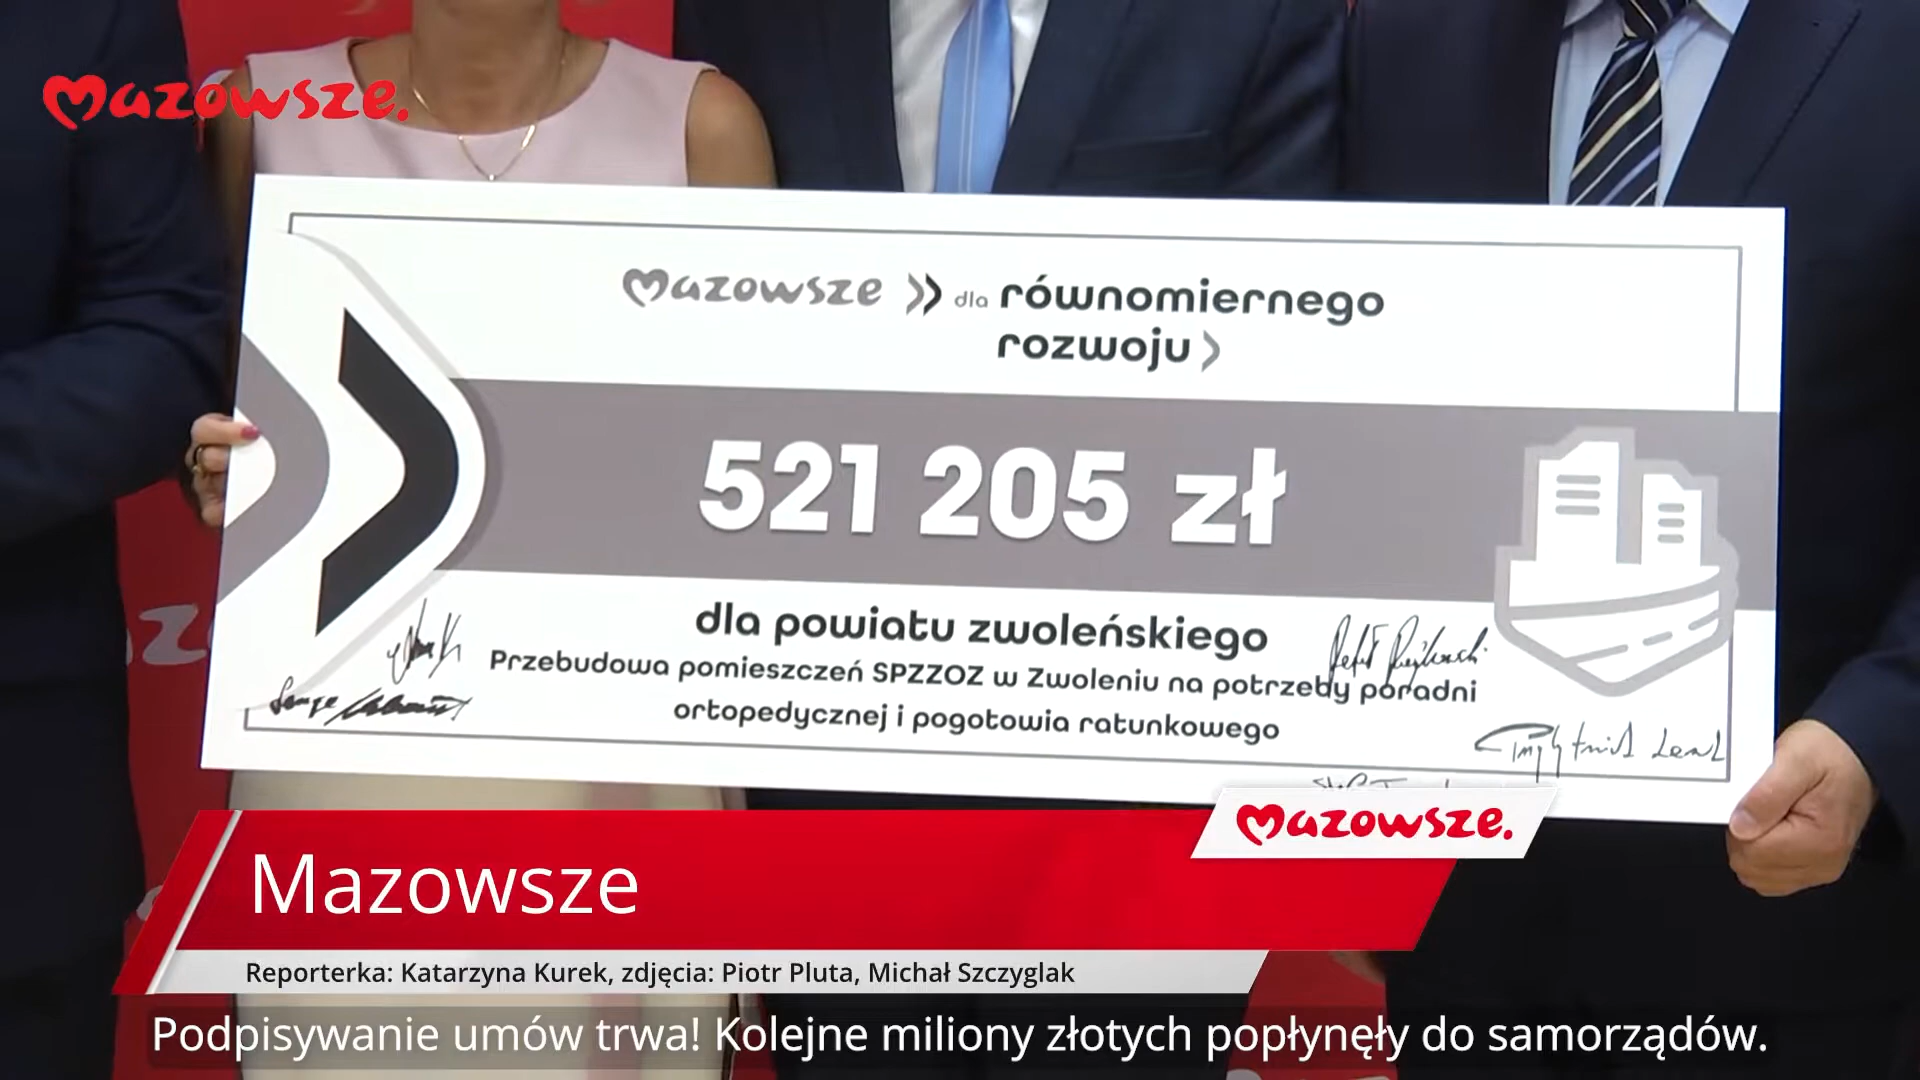 Mazowsze.
Mazowsze dla równomiernego
rozwoju
521 205 zł
dla powiatu zwoleńskiego
Przebudowa pomieszczeń SPZZOZ w Zwoleniu na potrzeby poradni
ortopedycznej i pogotowia ratunkowego
Mazowsze.
Mazowsze
Reporterka: Katarzyna Kurek, zdjęcia: Piotr Pluta, Michał Szczyglak
Podpisywanie umów trwa! Kolejne miliony złotych popłynęły do samorządów.